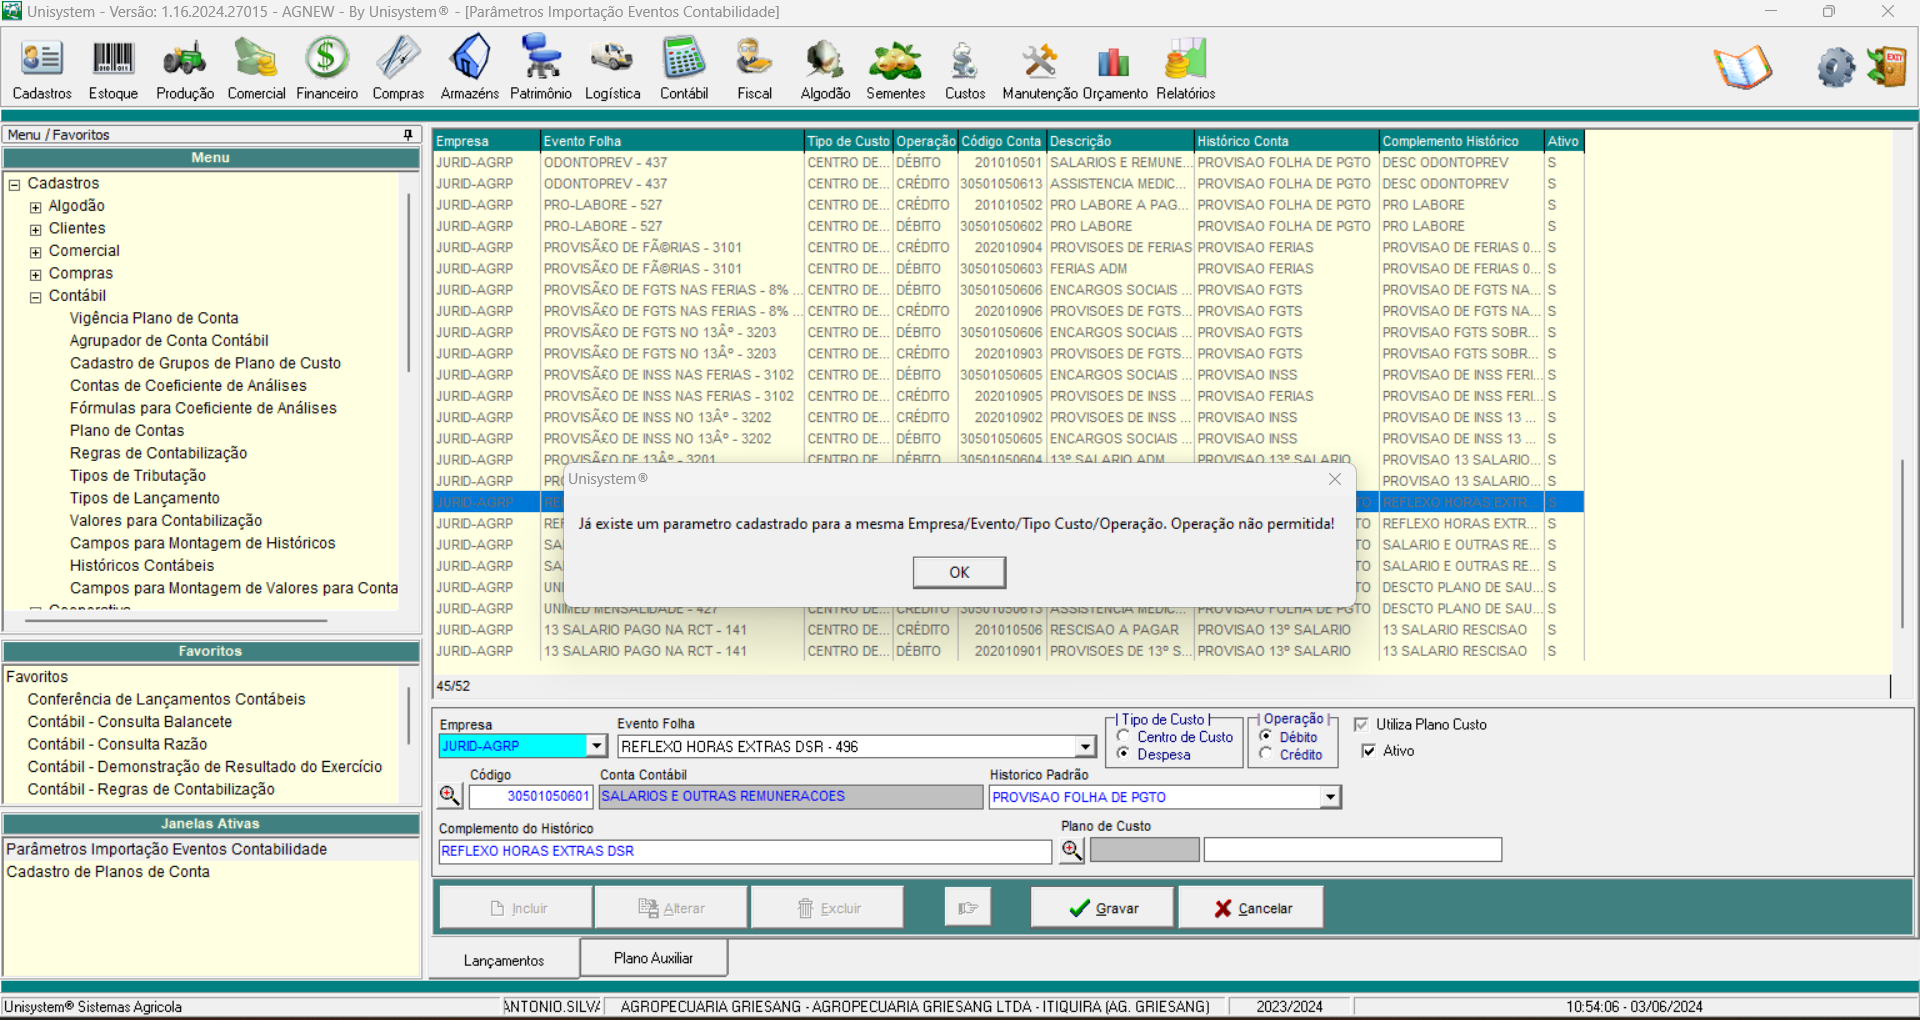 Unisystem - Versão: 1.16.2024.27015 - AGNEW - By Unisystem® - [Parâmetros Importação Eventos Contabilidade]
Cadastros Estoque Produção Comercial Financeiro Compras Armazéns Patrimônio Logística Contábil Fiscal Algodão Sementes Custos Manutenção Orçamento Relatórios
EXIT
Menu / Favoritos
Menu
Cadastros
Algodão
Clientes
Comercial
Compras
Contábil
Vigência Plano de Conta
Agrupador de Conta Contábil
Cadastro de Grupos de Plano de Custo
Contas de Coeficiente de Análises
Fórmulas para Coeficiente de Análises
Plano de Contas
Regras de Contabilização
Tipos de Tributação
Tipos de Lançamento
Valores para Contabilização
Campos para Montagem de Históricos
Históricos Contábeis
Campos para Montagem de Valores para Conta
Cooperativa
Favoritos
Favoritos
Conferência de Lançamentos Contábeis
Contábil - Consulta Balancete
Contábil - Consulta Razão
Contábil - Demonstração de Resultado do Exercício
Contábil - Regras de Contabilização
Janelas Ativas
Parâmetros Importação Eventos Contabilidade
Cadastro de Planos de Conta
Empresa Evento Folha Tipo de Custo Operação Código Conta Descrição Histórico Conta Complemento Histórico Ativo
JURID-AGRP ODONTOPREV - 437 CENTRO DE... DÉBITO 201010501 SALARIOS E REMUNE... PROVISAO FOLHA DE PGTO DESC ODONTOPREV S
JURID-AGRP ODONTOPREV - 437 CENTRO DE... CRÉDITO 30501050613 ASSISTENCIA MEDIC... PROVISAO FOLHA DE PGTO DESC ODONTOPREV S
JURID-AGRP PRO-LABORE - 527 CENTRO DE... CRÉDITO 201010502 PRO LABORE A PAG... PROVISAO FOLHA DE PGTO PRO LABORE S
JURID-AGRP PRO-LABORE - 527 CENTRO DE... DÉBITO 30501050602 PRO LABORE PROVISAO FOLHA DE PGTO PRO LABORE S
JURID-AGRP PROVISÃ£O DE FÃ©RIAS - 3101 CENTRO DE... CRÉDITO 202010904 PROVISOES DE FERIAS PROVISAO FERIAS PROVISAO DE FERIAS 0... S
JURID-AGRP PROVISÃ£O DE FÃ©RIAS - 3101 CENTRO DE... DÉBITO 30501050603 FERIAS ADM PROVISAO FERIAS PROVISAO DE FERIAS 0... S
JURID-AGRP PROVISÃ£O DE FGTS NAS FERIAS - 8% ... CENTRO DE... DÉBITO 30501050606 ENCARGOS SOCIAIS ... PROVISAO FGTS PROVISAO DE FGTS NA... S
JURID-AGRP PROVISÃ£O DE FGTS NAS FERIAS - 8% ... CENTRO DE... CRÉDITO 202010906 PROVISOES DE FGTS... PROVISAO FGTS PROVISAO DE FGTS NA... S
JURID-AGRP PROVISÃ£O DE FGTS NO 13Âº - 3203 CENTRO DE... DÉBITO 30501050606 ENCARGOS SOCIAIS ... PROVISAO FGTS PROVISAO FGTS SOBR... S
JURID-AGRP PROVISÃ£O DE FGTS NO 13Âº - 3203 CENTRO DE... CRÉDITO 202010903 PROVISOES DE FGTS... PROVISAO FGTS PROVISAO FGTS SOBR... S
JURID-AGRP PROVISÃ£O DE INSS NAS FERIAS - 3102 CENTRO DE... DÉBITO 30501050605 ENCARGOS SOCIAIS ... PROVISAO INSS PROVISAO DE INSS FERI... S
JURID-AGRP PROVISÃ£O DE INSS NAS FERIAS - 3102 CENTRO DE... CRÉDITO 202010905 PROVISOES DE INSS ... PROVISAO FERIAS PROVISAO DE INSS FERI... S
JURID-AGRP PROVISÃ£O DE INSS NO 13Âº - 3202 CENTRO DE... CRÉDITO 202010902 PROVISOES DE INSS ... PROVISAO INSS PROVISAO DE INSS 13 ... S
JURID-AGRP PROVISÃ£O DE INSS NO 13Âº - 3202 CENTRO DE... DÉBITO 30501050605 ENCARGOS SOCIAIS ... PROVISAO INSS PROVISAO DE INSS 13 ... S
JURID-AGRP PROVISÃ£O DE 13Âº - 3201 CENTRO DE... DÉBITO 30501050604 13º SALARIO ADM PROVISAO 13º SALARIO PROVISAO 13 SALARIO... S
JURID-AGRP PRO PROVISAO 13 SALARIO... S
JURID-AGRP RE TO REFLEXO HORAS EXTR... S
JURID-AGRP REF TO REFLEXO HORAS EXTR... S
JURID-AGRP SA TO SALARIO E OUTRAS RE... S
JURID-AGRP SA TO SALARIO E OUTRAS RE... S
JURID-AGRP UNI TO DESCTO PLANO DE SAU... S
JURID-AGRP UNIMED MENSALIDADE - 427 CENTRO DE... CRÉDITO 30501050613 ASSISTENCIA MEDIC... PROVISAO FOLHA DE PGTO DESCTO PLANO DE SAU... S
JURID-AGRP 13 SALARIO PAGO NA RCT - 141 CENTRO DE... CRÉDITO 201010506 RESCISAO A PAGAR PROVISAO 13º SALARIO 13 SALARIO RESCISAO S
JURID-AGRP 13 SALARIO PAGO NA RCT - 141 CENTRO DE... DÉBITO 202010901 PROVISOES DE 13º S... PROVISAO 13º SALARIO 13 SALARIO RESCISAO S
45/52
Unisystem®
Já existe um parametro cadastrado para a mesma Empresa/Evento/Tipo Custo/Operação. Operação não permitida!
OK
Empresa Evento Folha Tipo de Custo Operação Utiliza Plano Custo
JURID-AGRP REFLEXO HORAS EXTRAS DSR - 496 Centro de Custo Débito Ativo
Despesa Crédito
Código Conta Contábil Historico Padrão
30501050601 SALARIOS E OUTRAS REMUNERACOES PROVISAO FOLHA DE PGTO
Complemento do Histórico Plano de Custo
REFLEXO HORAS EXTRAS DSR
Incluir Alterar Excluir Gravar Cancelar
Lançamentos Plano Auxiliar
Unisystem® Sistemas Agricola ANTONIO.SILVA AGROPECUARIA GRIESANG - AGROPECUARIA GRIESANG LTDA - ITIQUIRA (AG. GRIESANG) 2023/2024 10:54:06 - 03/06/2024